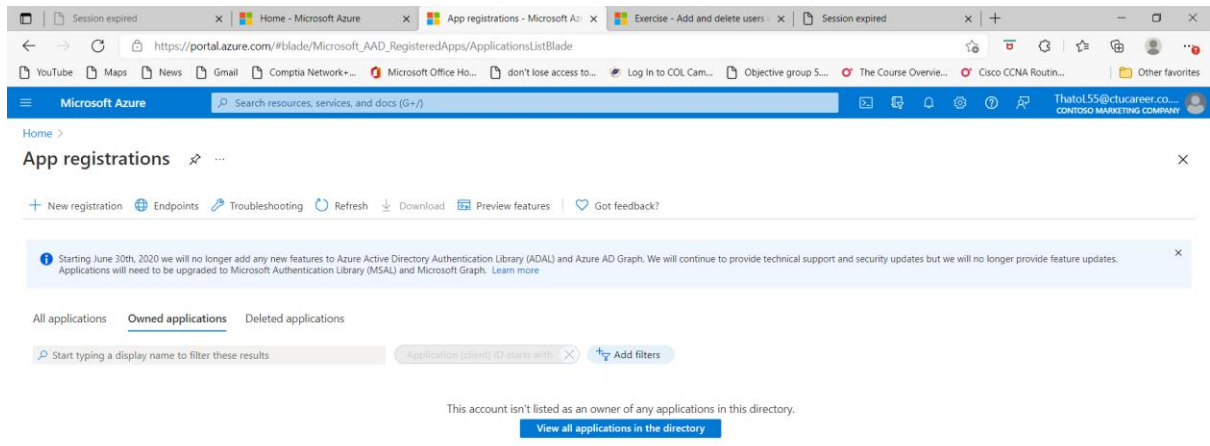 Session expired
Home - Microsoft Azure
App registrations - Microsoft Az
Exercise - Add and delete users i
Session expired
https://portal.azure.com/#blade/Microsoft_AAD_RegisteredApps/ApplicationsListBlade
YouTube Maps News Gmail Comptia Network+... Microsoft Office Ho... don't lose access to... Log In to COL Cam... Objective group 5.... The Course Overvie... Cisco CCNA Routin... Other favorites
Microsoft Azure
Search resources, services, and docs (G+/)
ThatoL55@ctucareer.co....
CONTOSO MARKETING COMPANY
Home >
App registrations ...
New registration Endpoints Troubleshooting Refresh Download Preview features Got feedback?
Starting June 30th, 2020 we will no longer add any new features to Azure Active Directory Authentication Library (ADAL) and Azure AD Graph. We will continue to provide technical support and security updates but we will no longer provide feature updates.
Applications will need to be upgraded to Microsoft Authentication Library (MSAL) and Microsoft Graph. Learn more
All applications Owned applications Deleted applications
Start typing a display name to filter these results
Application (client) ID starts with
Add filters
This account isn't listed as an owner of any applications in this directory.
View all applications in the directory